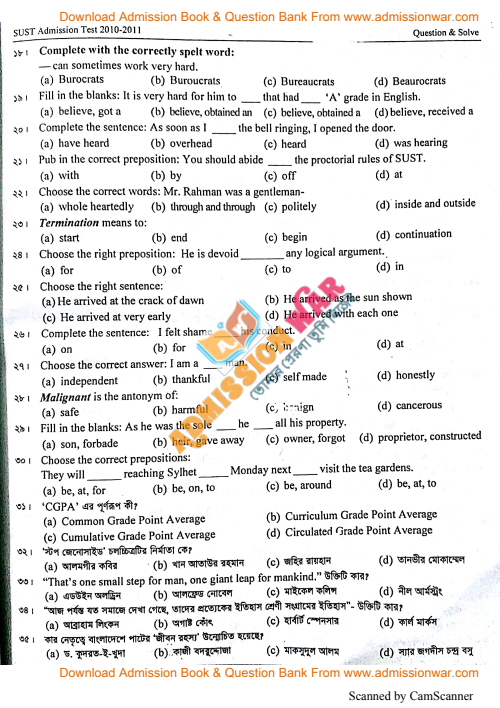 Download Admission Book & Question Bank From www.admissionwar.com
SUST Admission Test 2010-2011 Question & Solve
১৮। Complete with the correctly spelt word:
— can sometimes work very hard.
(a) Burocrats (b) Burouocrats (c) Bureaucrats (d) Beaurocrats
১৯। Fill in the blanks: It is very hard for him to ____ that had ____ 'A' grade in English.
(a) believe, got a (b) believe, obtained an (c) believe, obtained a (d) believe, received a
২০। Complete the sentence: As soon as I ____ the bell ringing, I opened the door.
(a) have heard (b) overhead (c) heard (d) was hearing
২১। Pub in the correct preposition: You should abide ____ the proctorial rules of SUST.
(a) with (b) by (c) off (d) at
২২। Choose the correct words: Mr. Rahman was a gentleman-
(a) whole heartedly (b) through and through (c) politely (d) inside and outside
২৩। Termination means to:
(a) start (b) end (c) begin (d) continuation
২৪। Choose the right preposition: He is devoid ________ any logical argument.
(a) for (b) of (c) to (d) in
২৫। Choose the right sentence:
(a) He arrived at the crack of dawn (b) He arrived as the sun shown
(c) He arrived at very early (d) He arrived with each one
২৬। Complete the sentence: I felt shame ____ his conduct.
(a) on (b) for (c) in (d) at
২৭। Choose the correct answer: I am a ____ man.
(a) independent (b) thankful (c) self made (d) honestly
২৮। Malignant is the antonym of:
(a) safe (b) harmful (c) benign (d) cancerous
২৯। Fill in the blanks: As he was the sole ____ he ____ all his property.
(a) son, forbade (b) heir, gave away (c) owner, forgot (d) proprietor, constructed
৩০। Choose the correct prepositions:
They will ______ reaching Sylhet ______ Monday next ____ visit the tea gardens.
(a) be, at, for (b) be, on, to (c) be, around (d) be, at, to
৩১। 'CGPA' এর পূর্ণরূপ কী?
(a) Common Grade Point Average (b) Curriculum Grade Point Average
(c) Cumulative Grade Point Average (d) Circulated Grade Point Average
৩২। 'স্টপ জেনোসাইড' চলচ্চিত্রটির নির্মাতা কে?
(a) আলমগীর কবির (b) খান আতাউর রহমান (c) জহির রায়হান (d) তানভীর মোকাম্মেল
৩৩। "That's one small step for man, one giant leap for mankind." উক্তিটি কার?
(a) এডউইন অলড্রিন (b) আলফ্রেড নোবেল (c) মাইকেল কলিন্স (d) নীল আর্মস্ট্রং
৩৪। "আজ পর্যন্ত যত সমাজে দেখা গেছে, তাদের প্রত্যেকের ইতিহাস শ্রেণী সংগ্রামের ইতিহাস"- উক্তিটি কার?
(a) আব্রাহাম লিংকন (b) অগাষ্ট কোঁৎ (c) হার্বার্ট স্পেনসার (d) কার্ল মার্কস
৩৫। কার নেতৃত্বে বাংলাদেশে পাটের 'জীবন রহস্য' উন্মোচিত হয়েছে?
(a) ড. কুদরত-ই-খুদা (b) কাজী বদরুদ্দোজা (c) মাকসুদুল আলম (d) স্যার জগদীস চন্দ্র বসু
ADMISSION WAR
Download Admission Book & Question Bank From www.admissionwar.com
Scanned by CamScanner